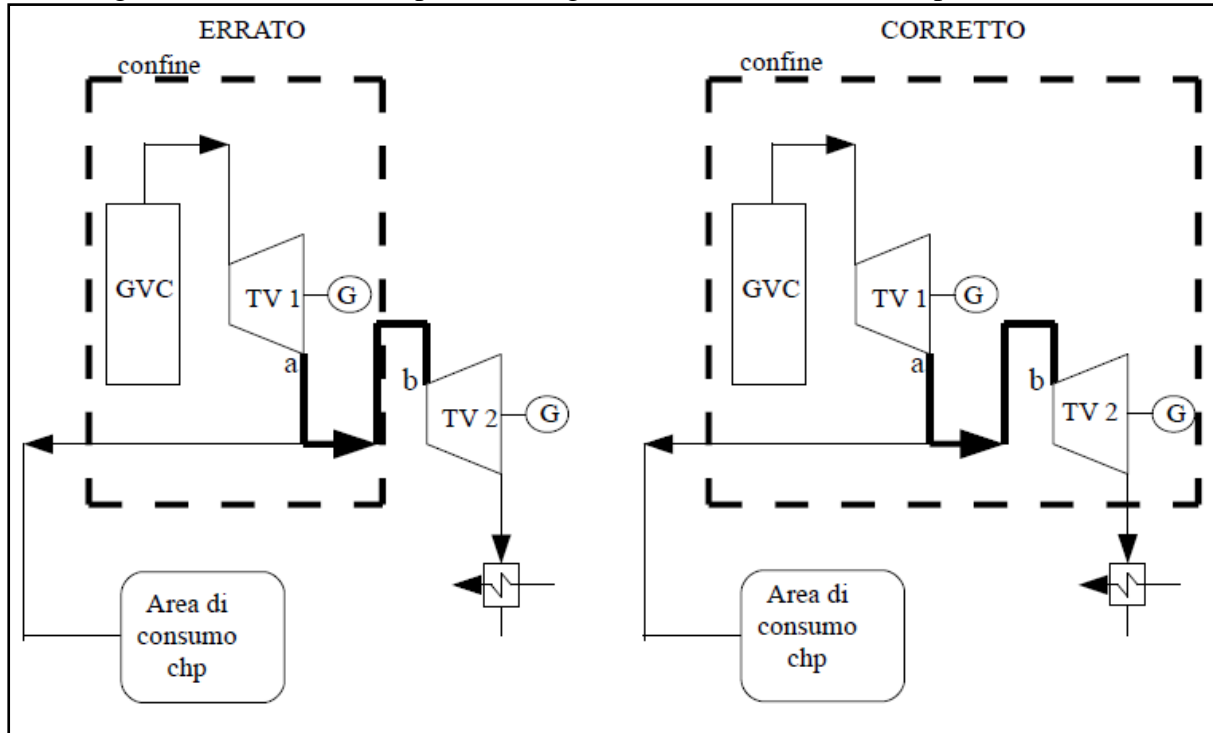 ERRATO
confine
GVC
TV 1
G
a
b
TV 2
G
Area di
consumo
chp
CORRETTO
confine
GVC
TV 1
G
a
b
TV 2
G
Area di
consumo
chp